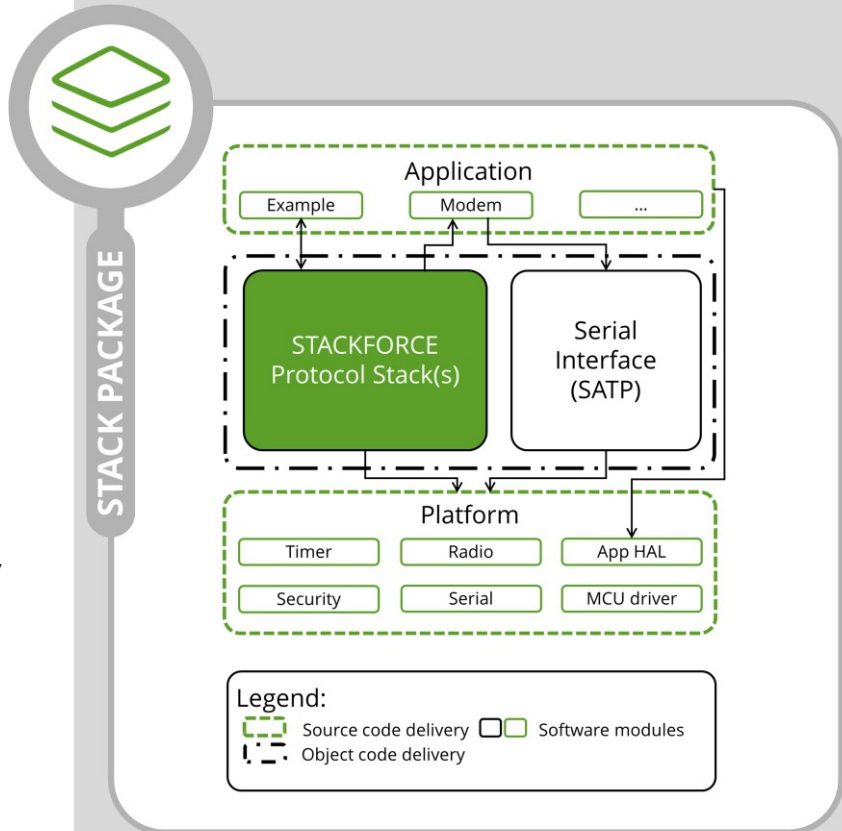 STACK PACKAGE
Application
Example
Modem
...
STACKFORCE
Protocol Stack(s)
Serial
Interface
(SATP)
Platform
Timer
Radio
App HAL
Security
Serial
MCU driver
Legend:
Source code delivery
Software modules
Object code delivery